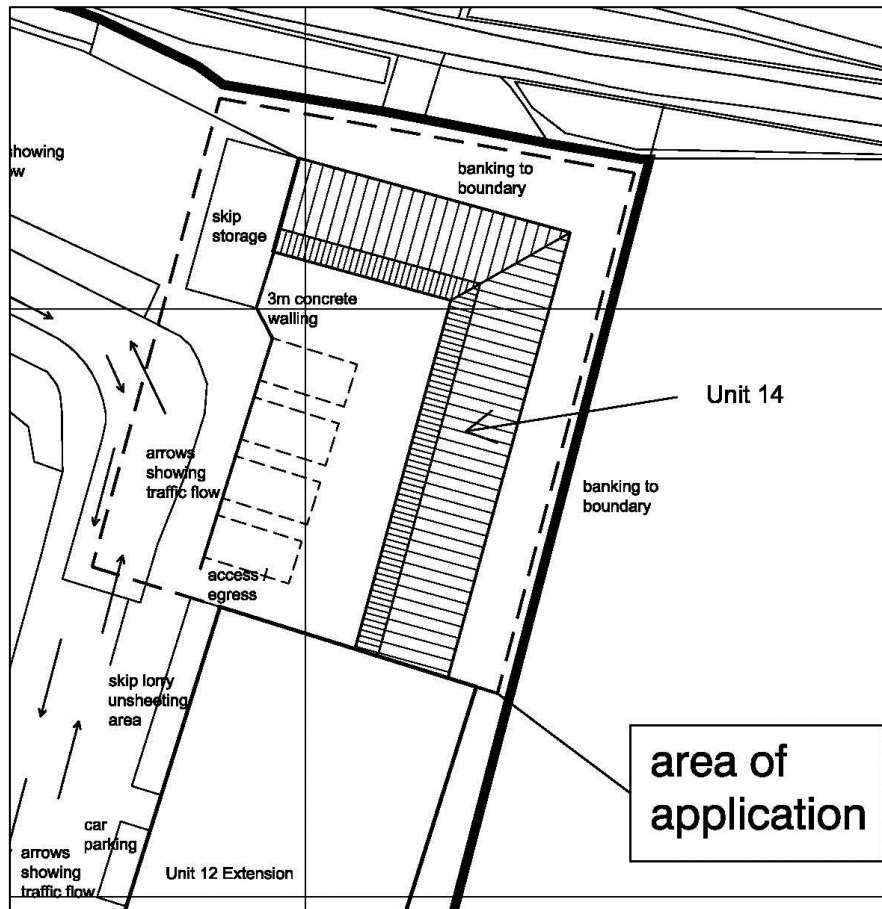 showing
banking to
boundary
skip
storage
3m concrete
walling
Unit 14
arrows
showing
traffic flow
banking to
boundary
access
egress
skip lorry
unsheeting
area
area of
application
car
parking
arrows
showing
traffic flow
Unit 12 Extension